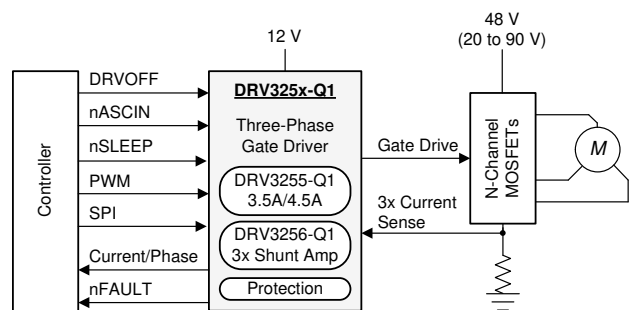 12 V
48 V
(20 to 90 V)
Controller
DRVOFF
nASCIN
nSLEEP
PWM
SPI
Current/Phase
nFAULT
DRV325x-Q1
Three-Phase
Gate Driver
DRV3255-Q1
3.5A/4.5A
DRV3256-Q1
3x Shunt Amp
Protection
Gate Drive
3x Current
Sense
N-Channel
MOSFETs
M